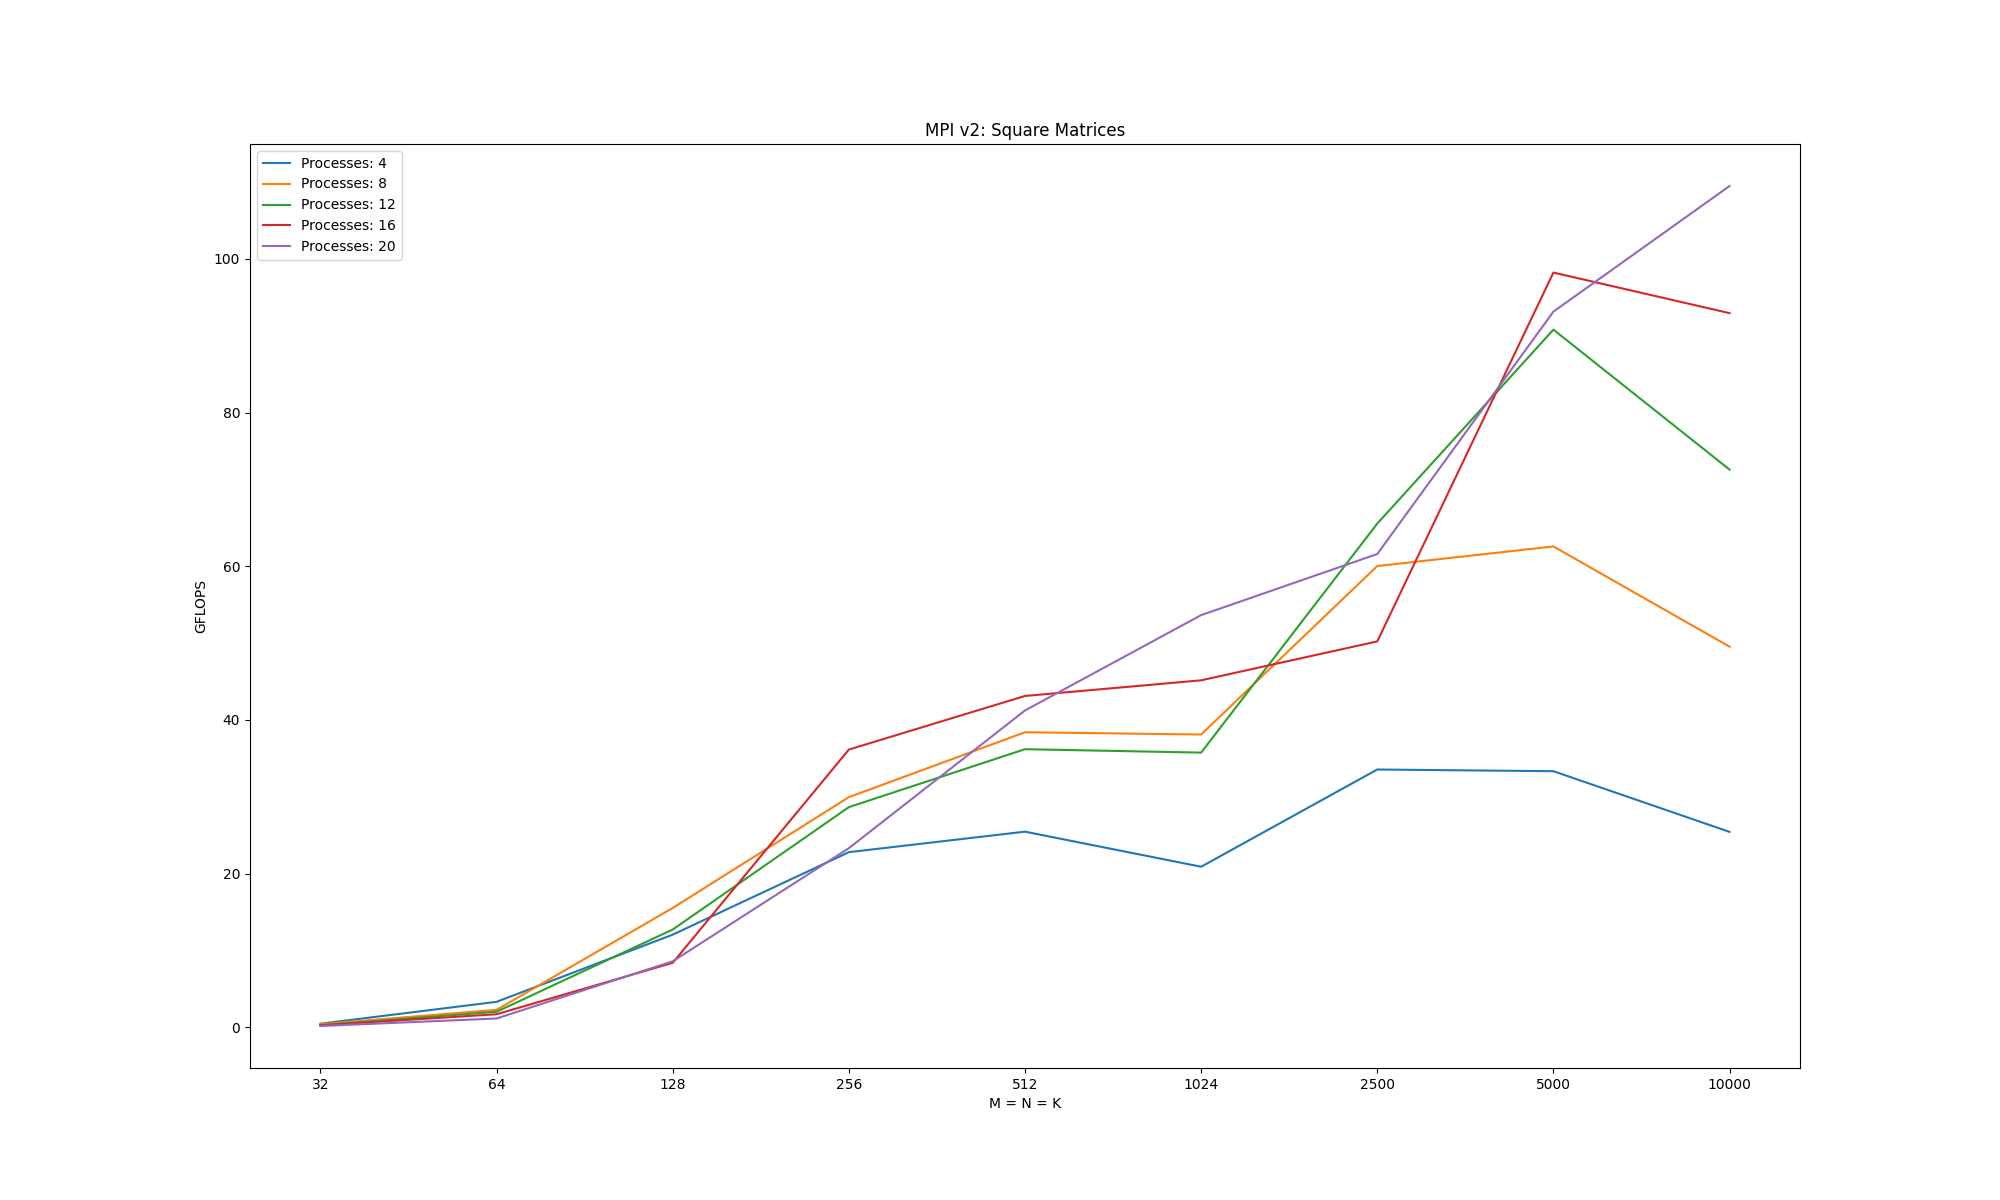 MPI v2: Square Matrices
Processes: 4
Processes: 8
Processes: 12
Processes: 16
Processes: 20
100
80
60
40
20
0
GFLOPS
32 64 128 256 512 1024 2500 5000 10000
M = N = K